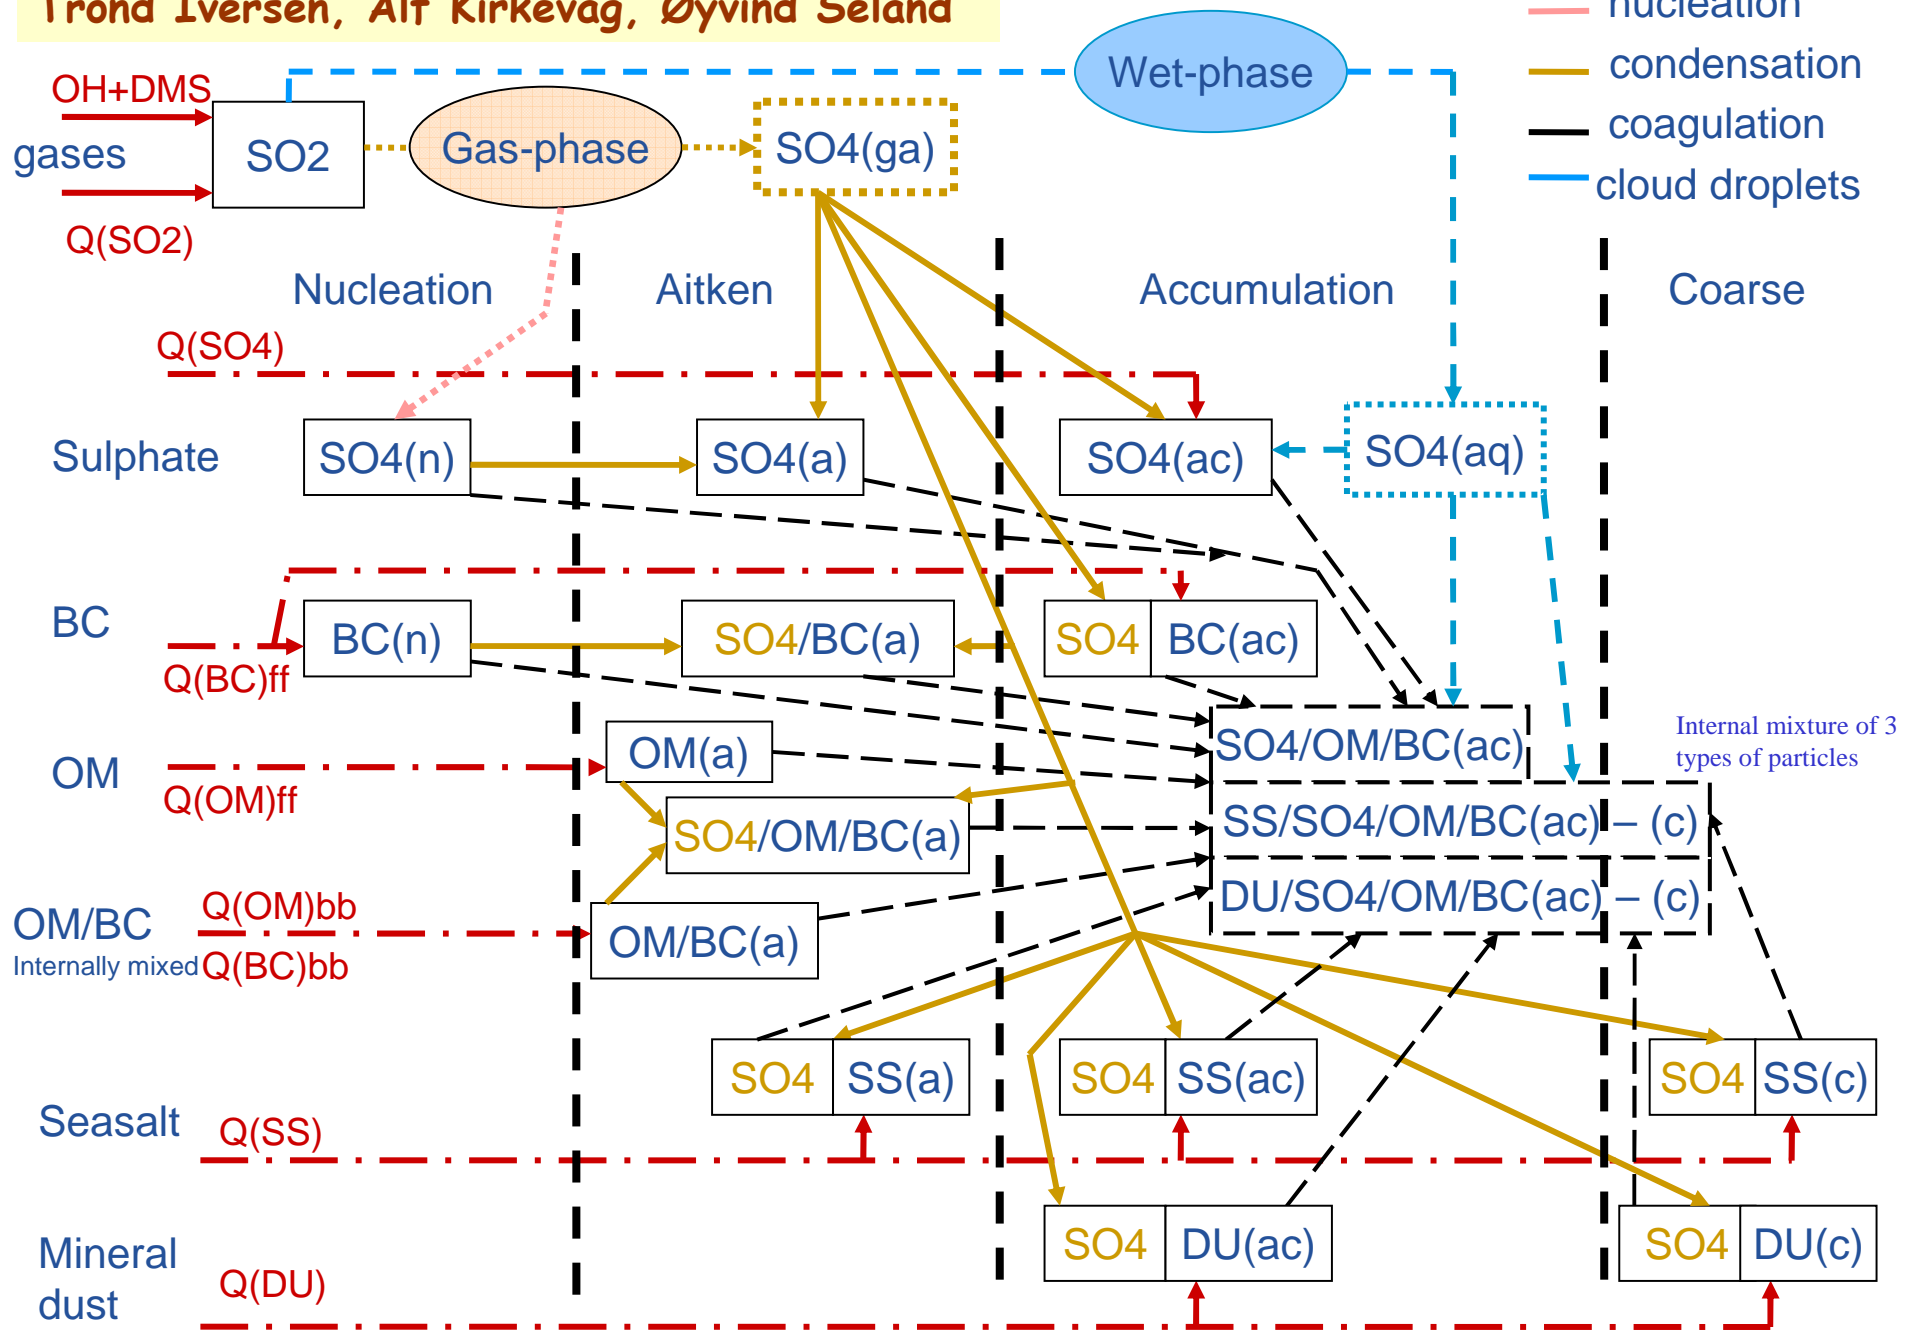 Trond Iversen, Alf Kirkevåg, Øyvind Seland
nucleation
condensation
coagulation
cloud droplets
OH+DMS
gases
Q(SO2)
SO2
Gas-phase
SO4(ga)
Wet-phase
Nucleation
Aitken
Accumulation
Coarse
Q(SO4)
Sulphate
SO4(n)
SO4(a)
SO4(ac)
SO4(aq)
BC
Q(BC)ff
BC(n)
SO4/BC(a)
SO4 BC(ac)
OM
Q(OM)ff
OM(a)
SO4/OM/BC(a)
SO4/OM/BC(ac)
SS/SO4/OM/BC(ac) – (c)
DU/SO4/OM/BC(ac) – (c)
Internal mixture of 3
types of particles
OM/BC
Internally mixed
Q(OM)bb
Q(BC)bb
OM/BC(a)
SO4 SS(a)
SO4 SS(ac)
SO4 SS(c)
Seasalt
Q(SS)
SO4 DU(ac)
SO4 DU(c)
Mineral
dust
Q(DU)